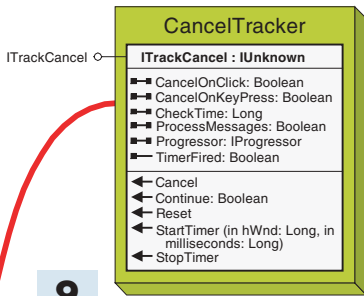 CancelTracker
ITrackCancel
ITrackCancel : IUnknown
CancelOnClick: Boolean
CancelOnKeyPress: Boolean
CheckTime: Long
ProcessMessages: Boolean
Progressor: IProgressor
TimerFired: Boolean
Cancel
Continue: Boolean
Reset
StartTimer (in hWnd: Long, in
milliseconds: Long)
StopTimer